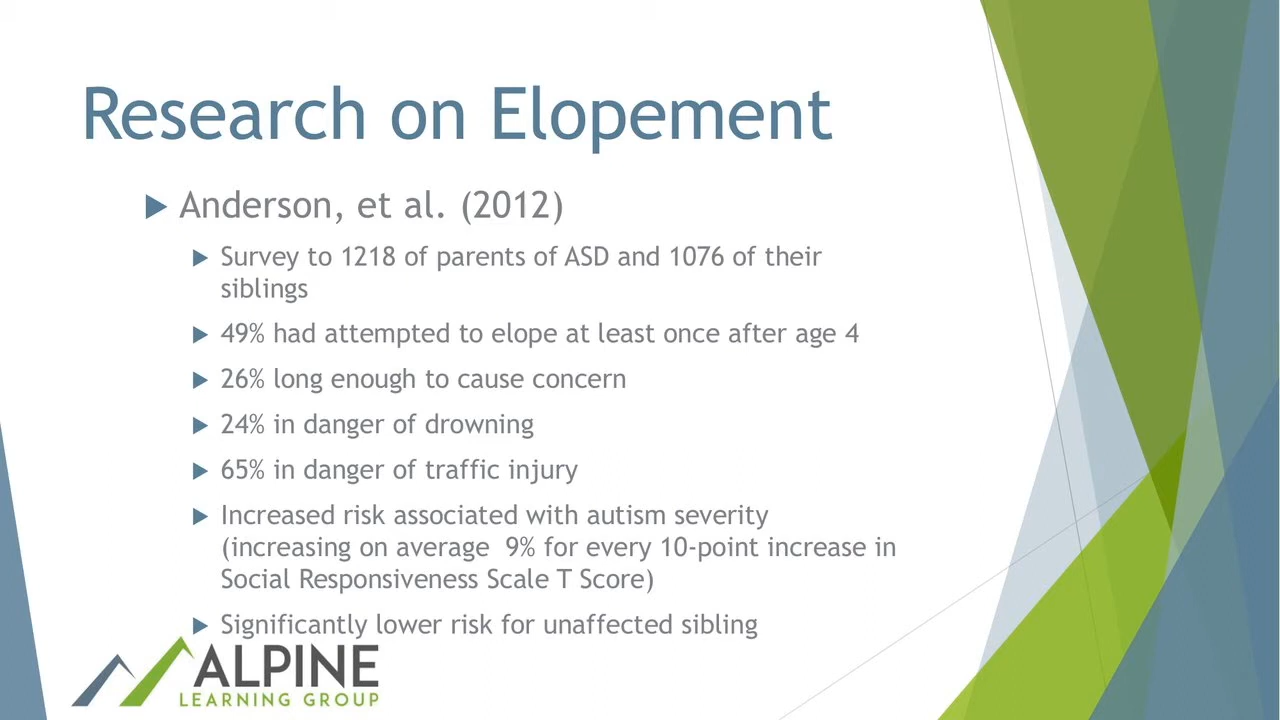 Research on Elopement
Anderson, et al. (2012)
Survey to 1218 of parents of ASD and 1076 of their
siblings
49% had attempted to elope at least once after age 4
26% long enough to cause concern
24% in danger of drowning
65% in danger of traffic injury
Increased risk associated with autism severity
(increasing on average  9% for every 10-point increase in
Social Responsiveness Scale T Score)
Significantly lower risk for unaffected sibling
ALPINE
LEARNING GROUP